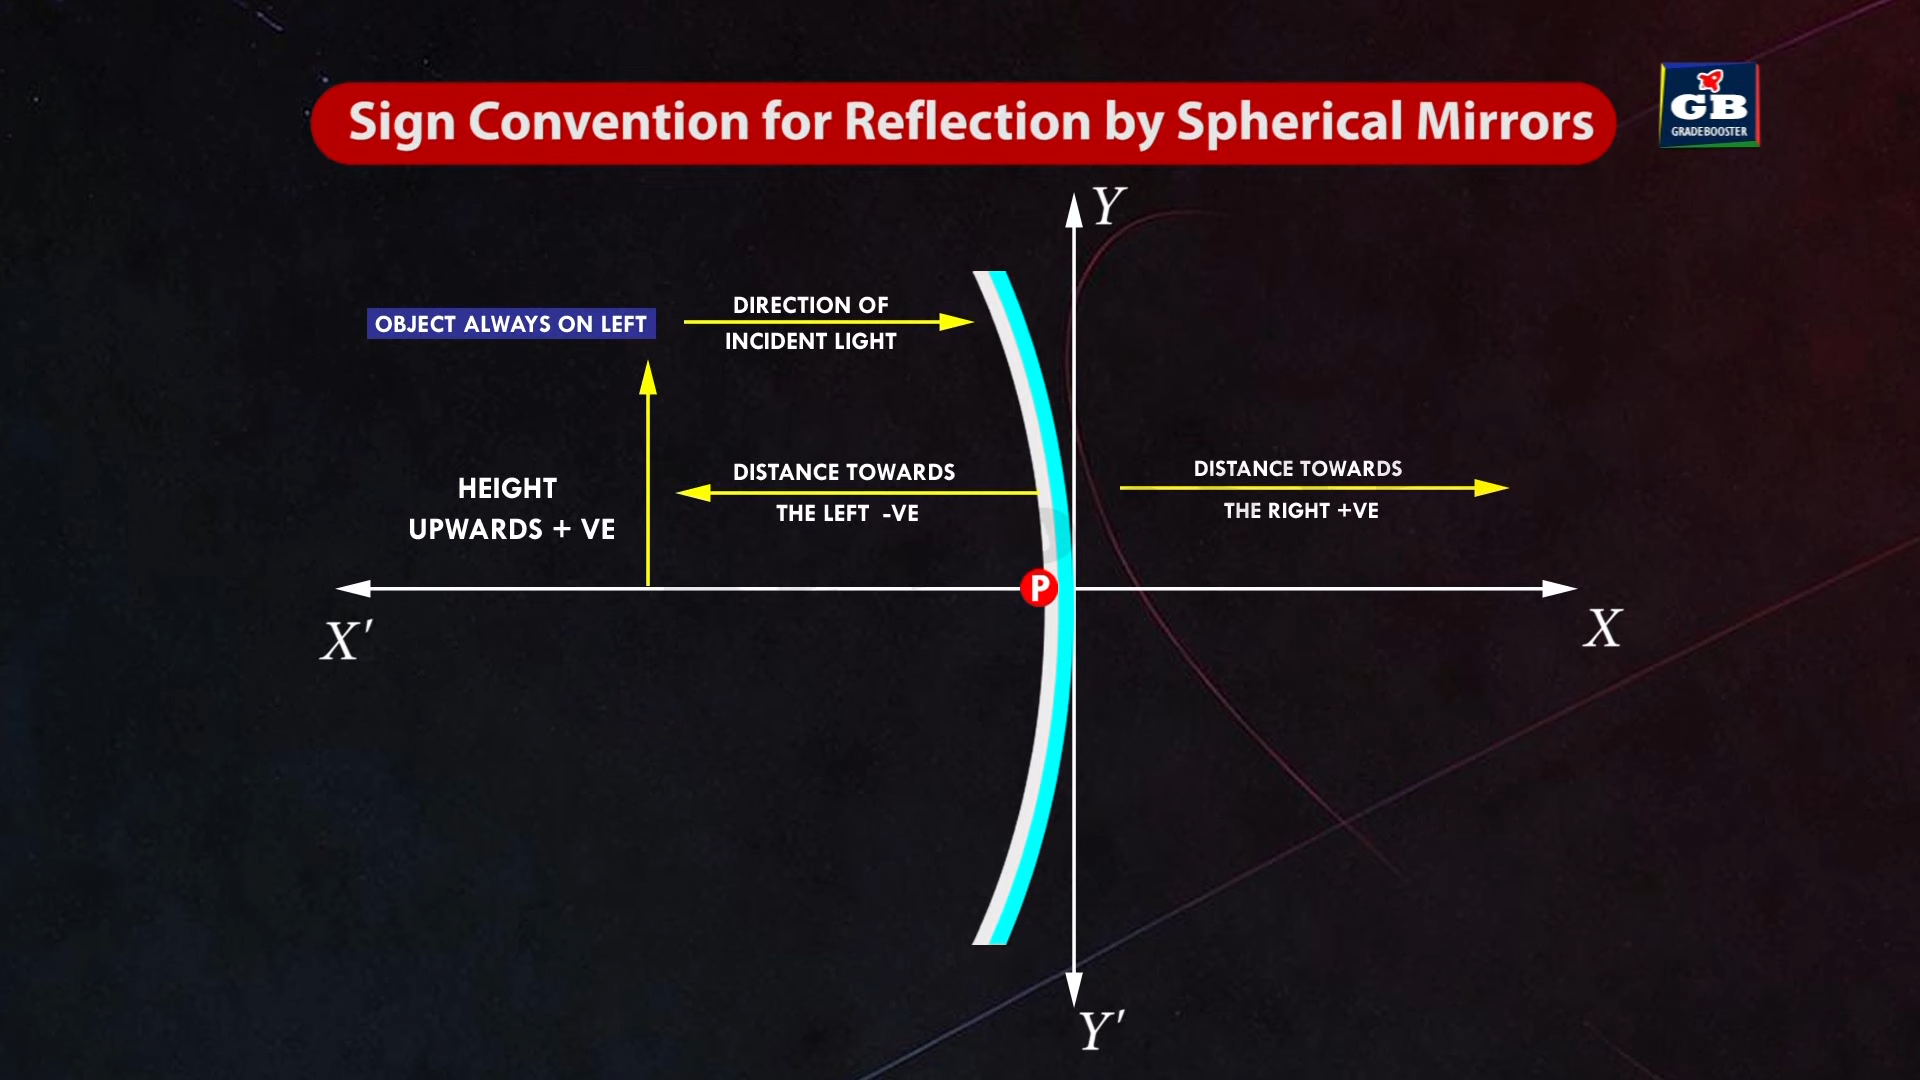 Sign Convention for Reflection by Spherical Mirrors
GB
GRADEBOOSTER
Y
OBJECT ALWAYS ON LEFT
DIRECTION OF
INCIDENT LIGHT
HEIGHT
UPWARDS + VE
DISTANCE TOWARDS
THE LEFT -VE
DISTANCE TOWARDS
THE RIGHT +VE
P
X'
X
Y'